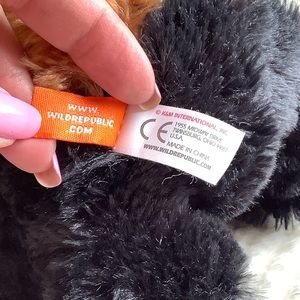 WWW.
WILDREPUBLIC
.COM
© K&M INTERNATIONAL, INC.
1955 MIDWAY DRIVE
TWINSBURG, OHIO 44087
U.S.A.
CE
MADE IN CHINA
WWW.WILDREPUBLIC.COM